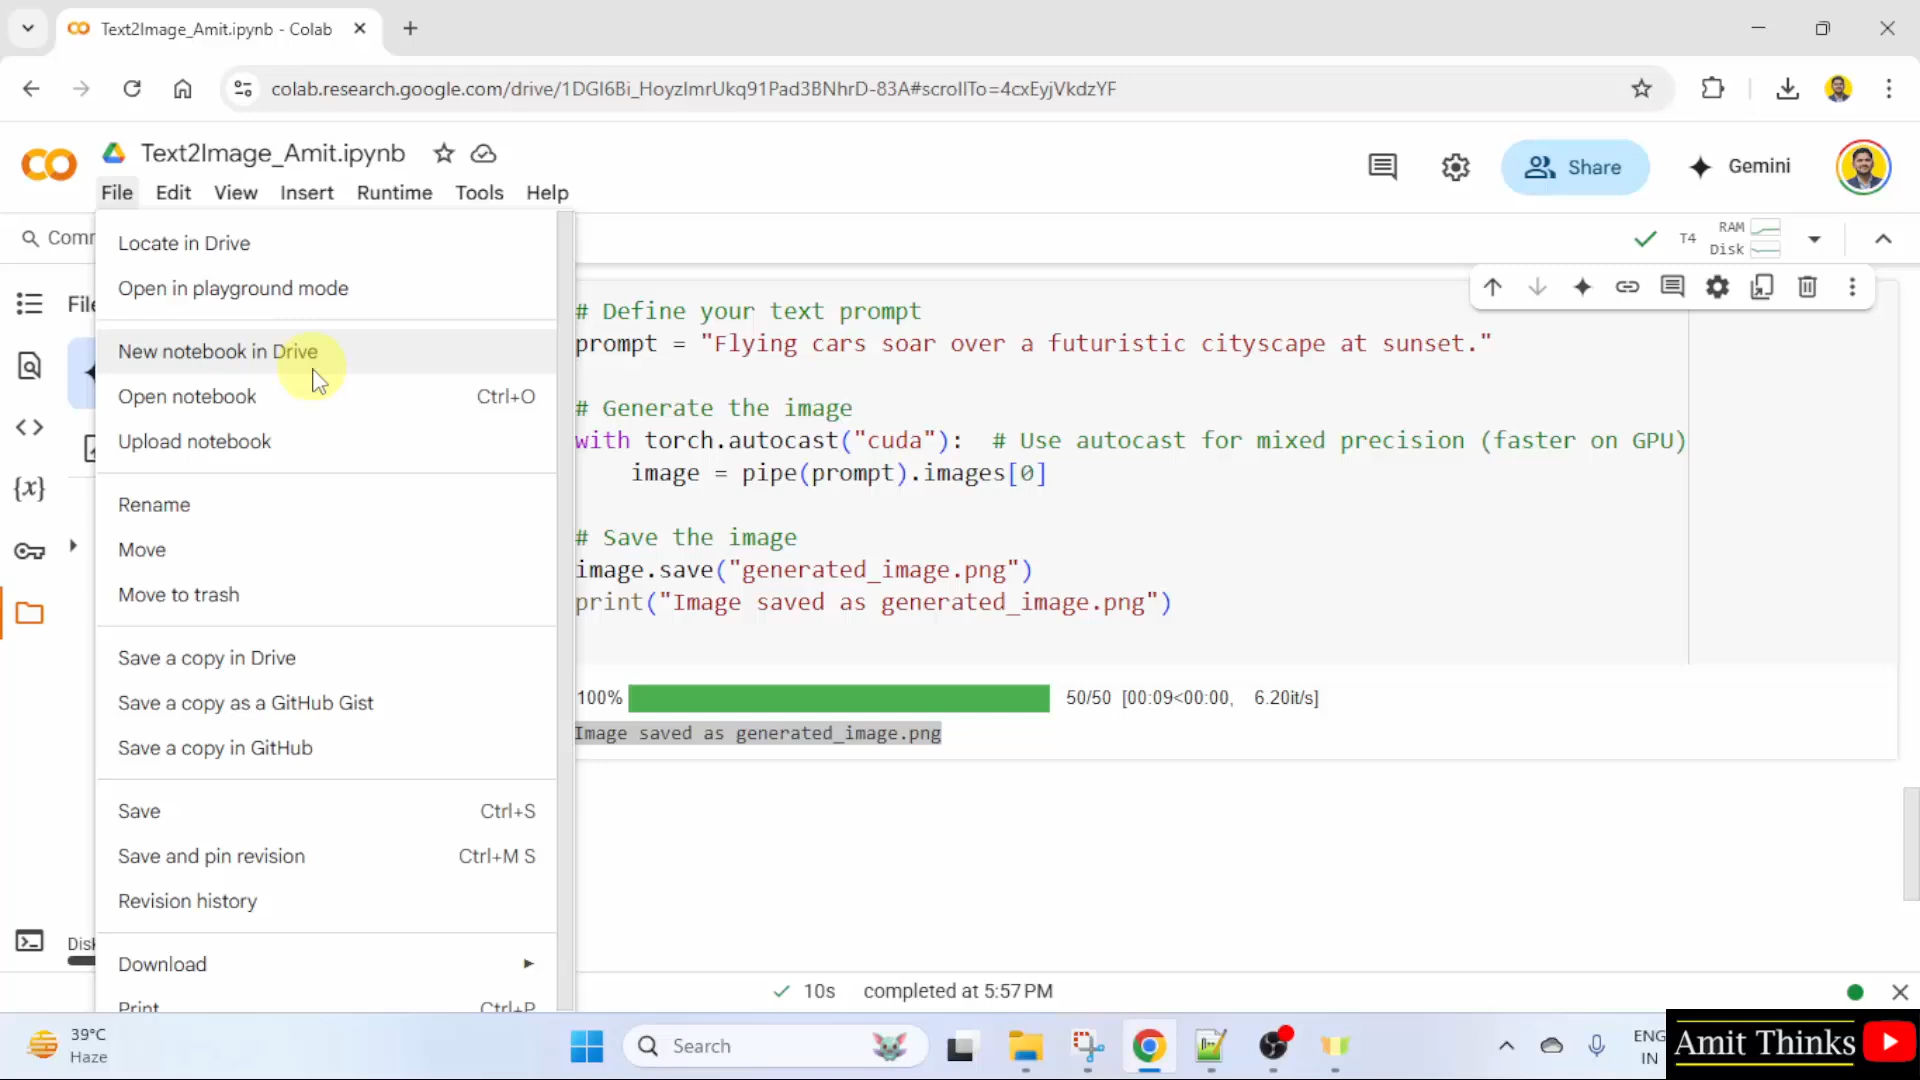 Text2Image_Amit.ipynb - Colab
colab.research.google.com/drive/1DGI6Bi_HoyzImrUkq91Pad3BNhrD-83A#scrollTo=4cxEyjVkdzYF
Text2Image_Amit.ipynb
File Edit View Insert Runtime Tools Help
Share
Gemini
Comm
T4
RAM
Disk
File
Locate in Drive
Open in playground mode
New notebook in Drive
Open notebook Ctrl+O
Upload notebook
Rename
Move
Move to trash
Save a copy in Drive
Save a copy as a GitHub Gist
Save a copy in GitHub
Save Ctrl+S
Save and pin revision Ctrl+M S
Revision history
Download
Print Ctrl+P
Disk
# Define your text prompt
prompt = "Flying cars soar over a futuristic cityscape at sunset."
# Generate the image
with torch.autocast("cuda"):  # Use autocast for mixed precision (faster on GPU)
    image = pipe(prompt).images[0]
# Save the image
image.save("generated_image.png")
print("Image saved as generated_image.png")
100% 50/50 [00:09<00:00, 6.20it/s]
Image saved as generated_image.png
10s completed at 5:57 PM
39°C
Haze
Search
ENG
IN
Amit Thinks